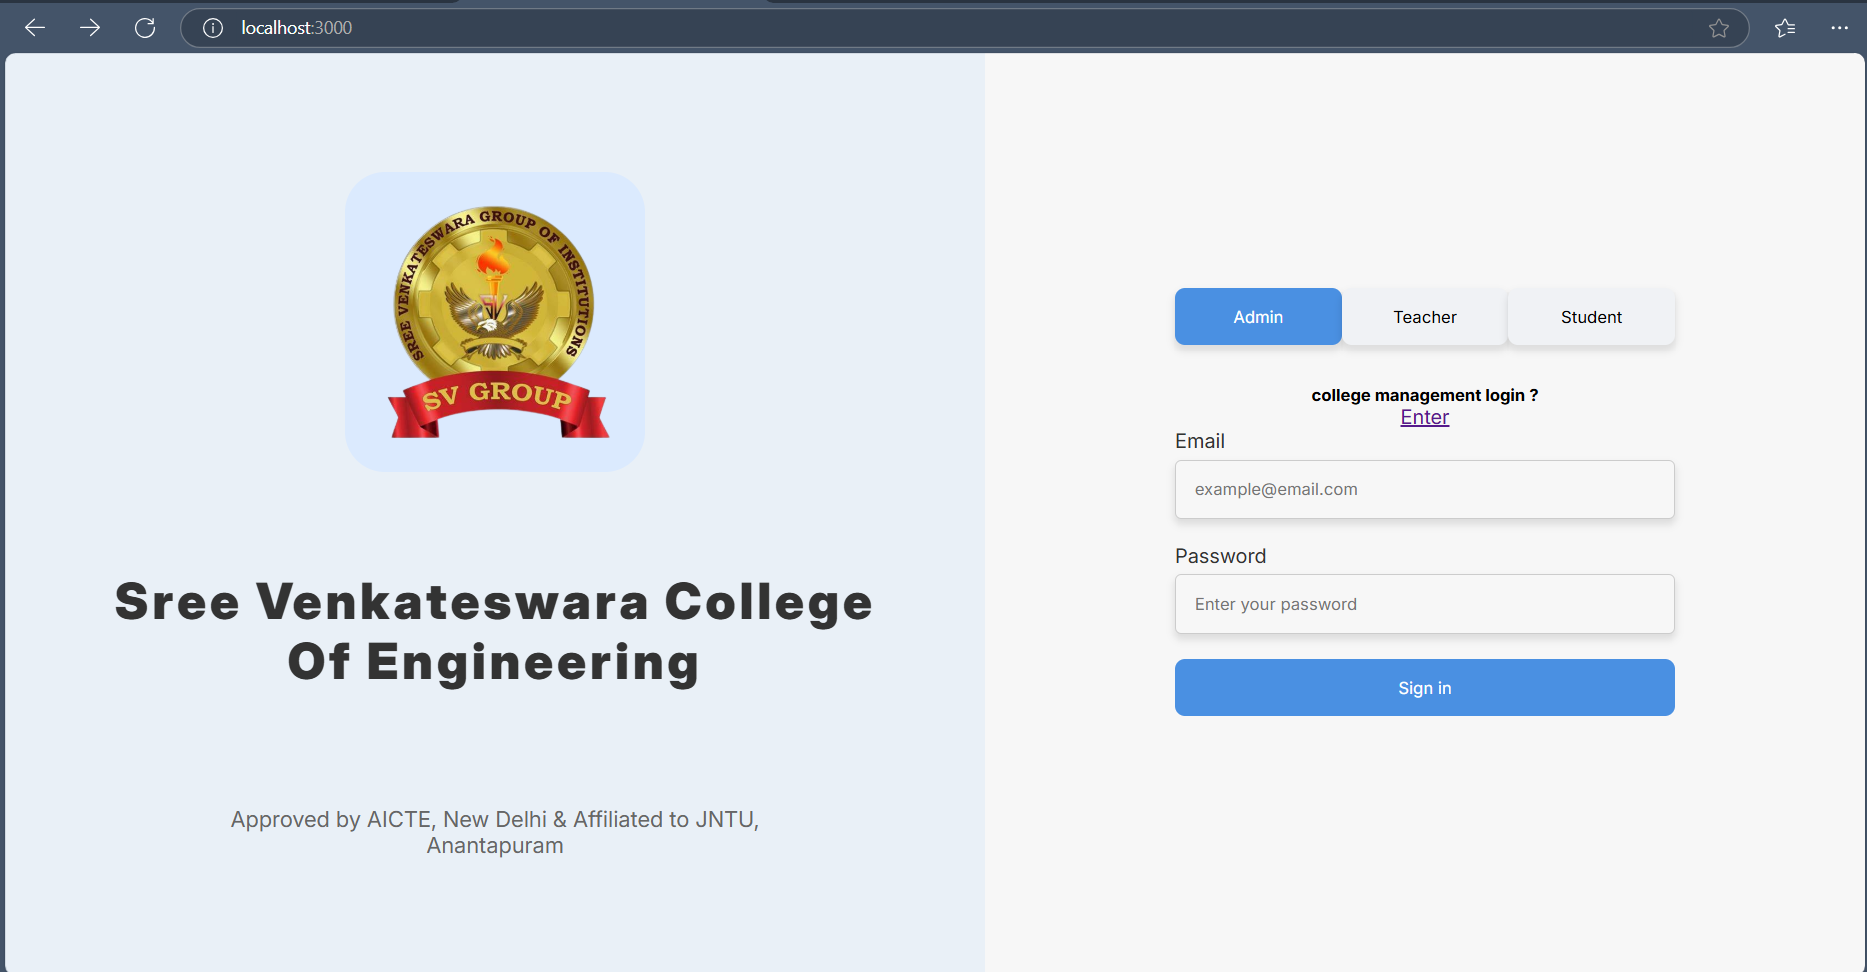 localhost:3000
SREE VENKATESWARA GROUP OF INSTITUTIONS
SV
SV GROUP
Sree Venkateswara College
Of Engineering
Approved by AICTE, New Delhi & Affiliated to JNTU,
Anantapuram
Admin
Teacher
Student
college management login ?
Enter
Email
example@email.com
Password
Enter your password
Sign in